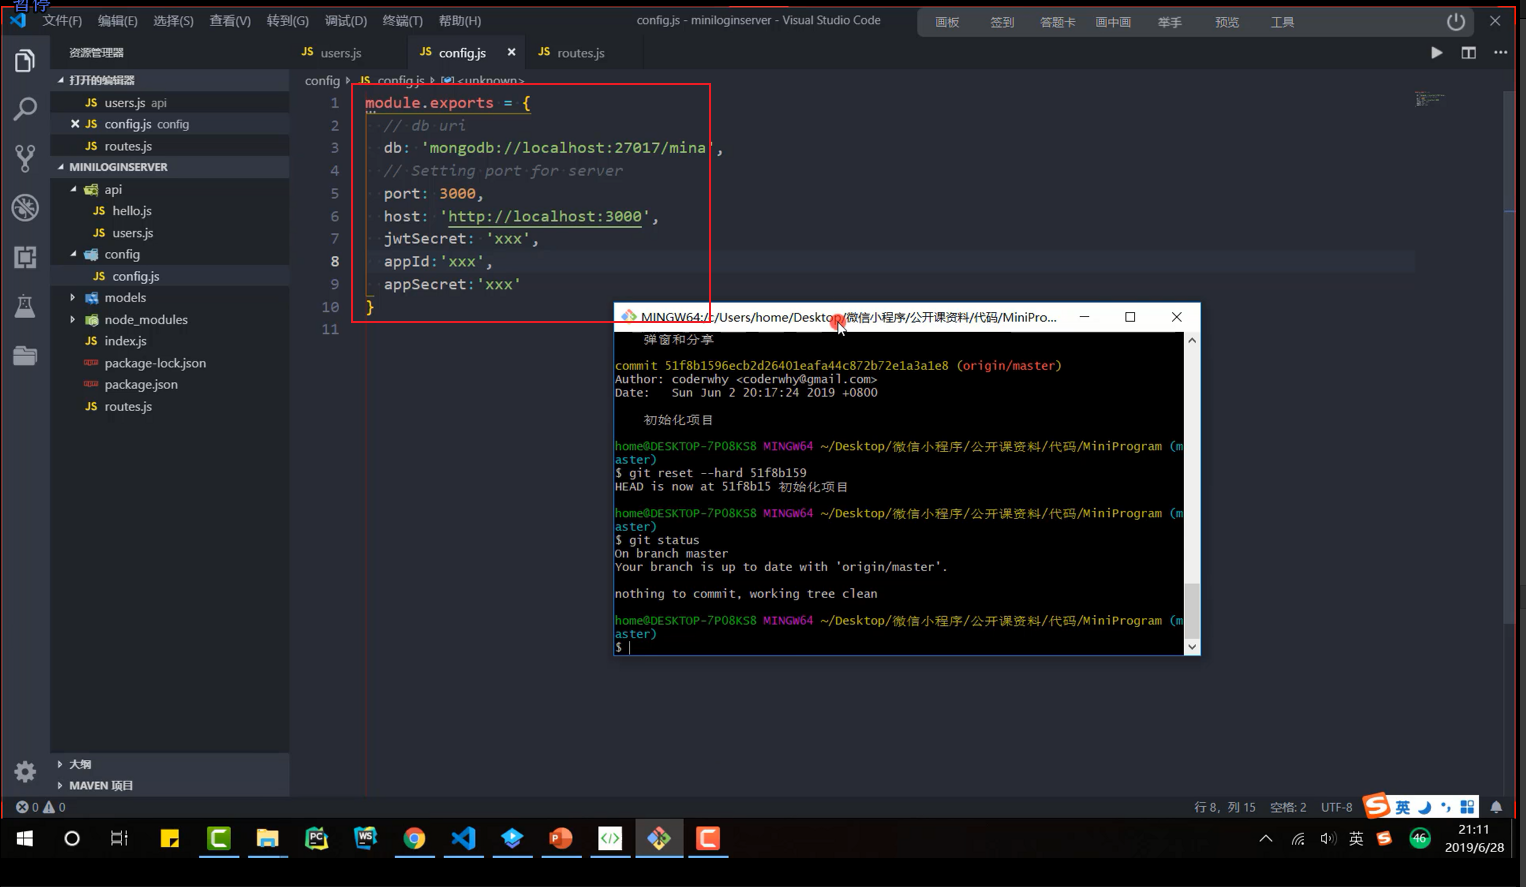 暂停
文件(F) 编辑(E) 选择(S) 查看(V) 转到(G) 调试(D) 终端(T) 帮助(H)
config.js - miniloginserver - Visual Studio Code
画板 签到 答题卡 画中画 举手 预览 工具
资源管理器
JS users.js
JS config.js
JS routes.js
打开的编辑器
JS users.js api
JS config.js config
JS routes.js
MINILOGINSERVER
api
JS hello.js
JS users.js
config
JS config.js
models
node_modules
JS index.js
package-lock.json
package.json
JS routes.js
大纲
MAVEN 项目
config JS config.js <unknown>
1 module.exports = {
2 // db uri
3 db: 'mongodb://localhost:27017/mina',
4 // Setting port for server
5 port: 3000,
6 host: 'http://localhost:3000',
7 jwtSecret: 'xxx',
8 appId:'xxx',
9 appSecret:'xxx'
10 }
11
MINGW64:/c/Users/home/Desktop/微信小程序/公开课资料/代码/MiniPro...
弹窗和分享
commit 51f8b1596ecb2d26401eafa44c872b72e1a3a1e8 (origin/master)
Author: coderwhy <coderwhy@gmail.com>
Date: Sun Jun 2 20:17:24 2019 +0800
初始化项目
home@DESKTOP-7PO8KS8 MINGW64 ~/Desktop/微信小程序/公开课资料/代码/MiniProgram (m
aster)
$ git reset --hard 51f8b159
HEAD is now at 51f8b15 初始化项目
home@DESKTOP-7PO8KS8 MINGW64 ~/Desktop/微信小程序/公开课资料/代码/MiniProgram (m
aster)
$ git status
On branch master
Your branch is up to date with 'origin/master'.
nothing to commit, working tree clean
home@DESKTOP-7PO8KS8 MINGW64 ~/Desktop/微信小程序/公开课资料/代码/MiniProgram (m
aster)
$
0 0
行 8，列 15 空格: 2 UTF-8
英
PC WS
英 46
21:11
2019/6/28